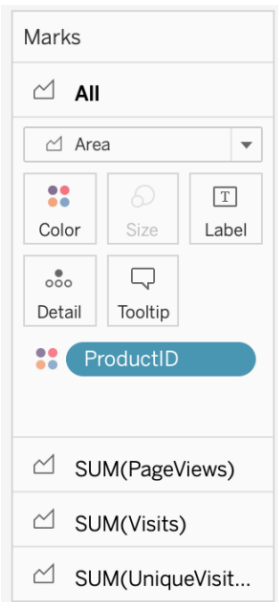 Marks
All
Area
Color Size Label
Detail Tooltip
ProductID
SUM(PageViews)
SUM(Visits)
SUM(UniqueVisit...